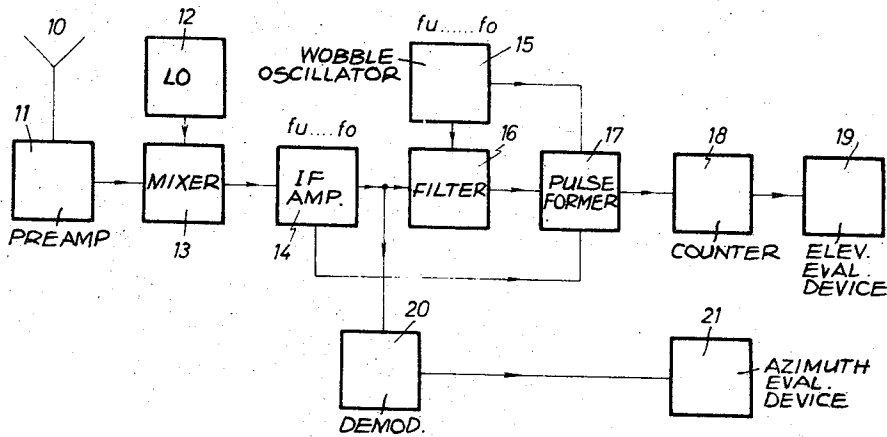 10
12
LO
fu......fo
15
WOBBLE
OSCILLATOR
11
PREAMP
MIXER
13
fu....fo
IF
AMP.
14
16
FILTER
17
PULSE
FORMER
18
COUNTER
19
ELEV.
EVAL.
DEVICE
20
DEMOD.
21
AZIMUTH
EVAL.
DEVICE